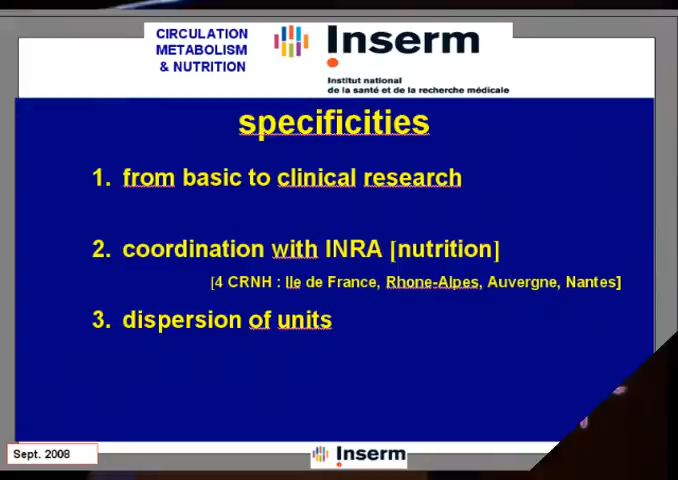 CIRCULATION
METABOLISM
& NUTRITION
Inserm
Institut national
de la santé et de la recherche médicale
specificities
1. from basic to clinical research
2. coordination with INRA [nutrition]
[4 CRNH : Ile de France, Rhone-Alpes, Auvergne, Nantes]
3. dispersion of units
Sept. 2008
Inserm